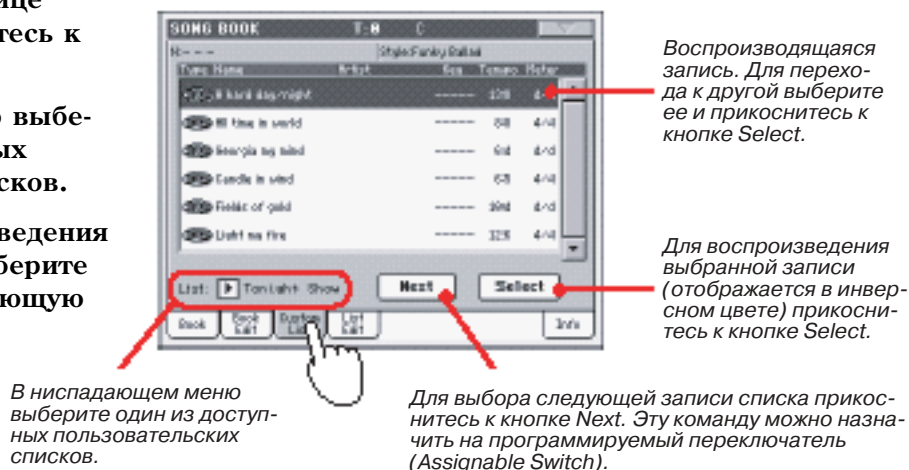 ице
тесь к
о выбе-
ых
сков.
ведения
берите
ающую
SONG BOOK T:0 C
N:---
Style:Funky Ballad
Type Name Artist Key Tempo Meter
A hard day-night ------ 4/4
All time in world ------ 4/4
Georgia my mind ------ 4/4
Candle in wind ------ 4/4
Fields of gold ------ 4/4
Light ma fire ------ 4/4
List: Tonight Show
Next
Select
Book
Book Edit
Custom List
List Edit
Info
Воспроизводящаяся
запись. Для перехо-
да к другой выберите
ее и прикоснитесь к
кнопке Select.
Для воспроизведения
выбранной записи
(отображается в инвер-
сном цвете) прикосни-
тесь к кнопке Select.
В ниспадающем меню
выберите один из доступ-
ных пользовательских
списков.
Для выбора следующей записи списка прикос-
нитесь к кнопке Next. Эту команду можно назна-
чить на программируемый переключатель
(Assignable Switch).